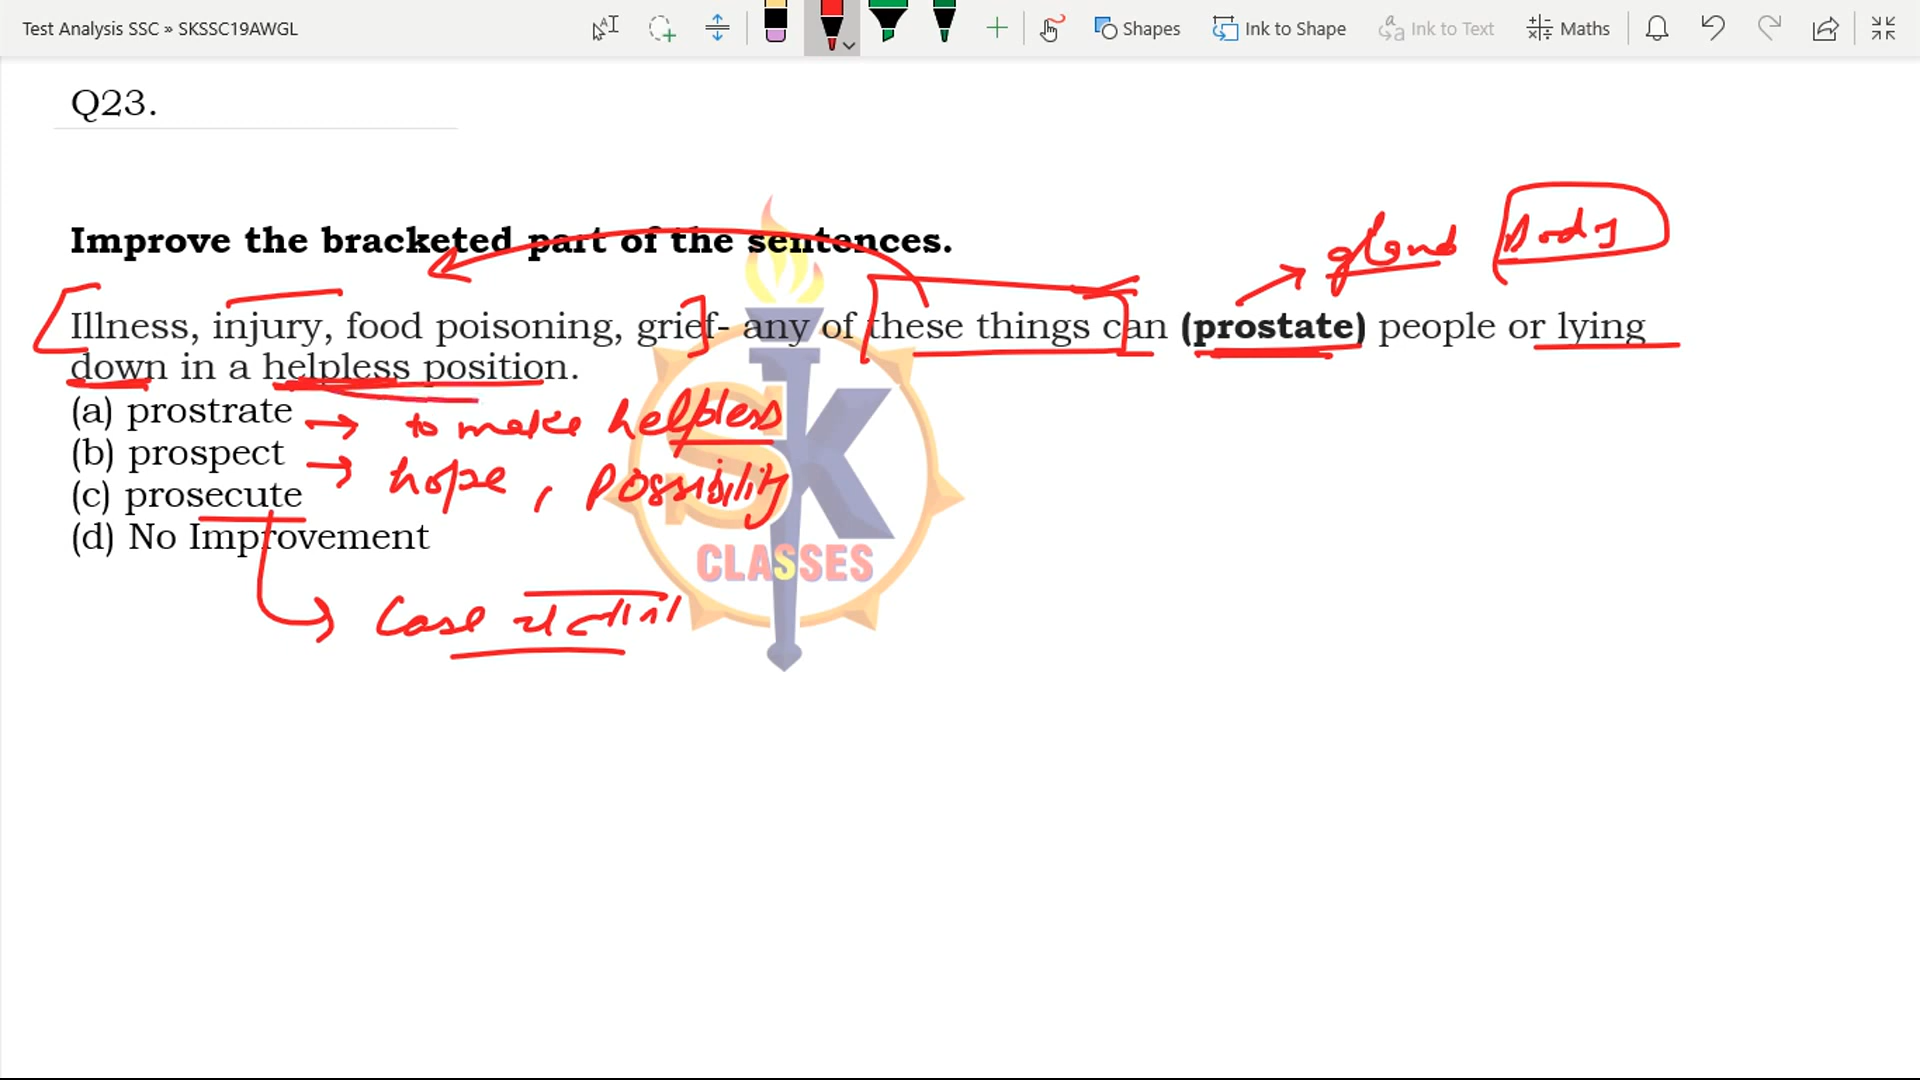 Test Analysis SSC » SKSSC19AWGL
Shapes
Ink to Shape
Ink to Text
Maths
Q23.
Improve the bracketed part of the sentences.
gland body
Illness, injury, food poisoning, grief- any of these things can (prostate) people or lying
down in a helpless position.
(a) prostrate → to make helpless
(b) prospect → hope, possibility
(c) prosecute
(d) No Improvement
SK
CLASSES
Case